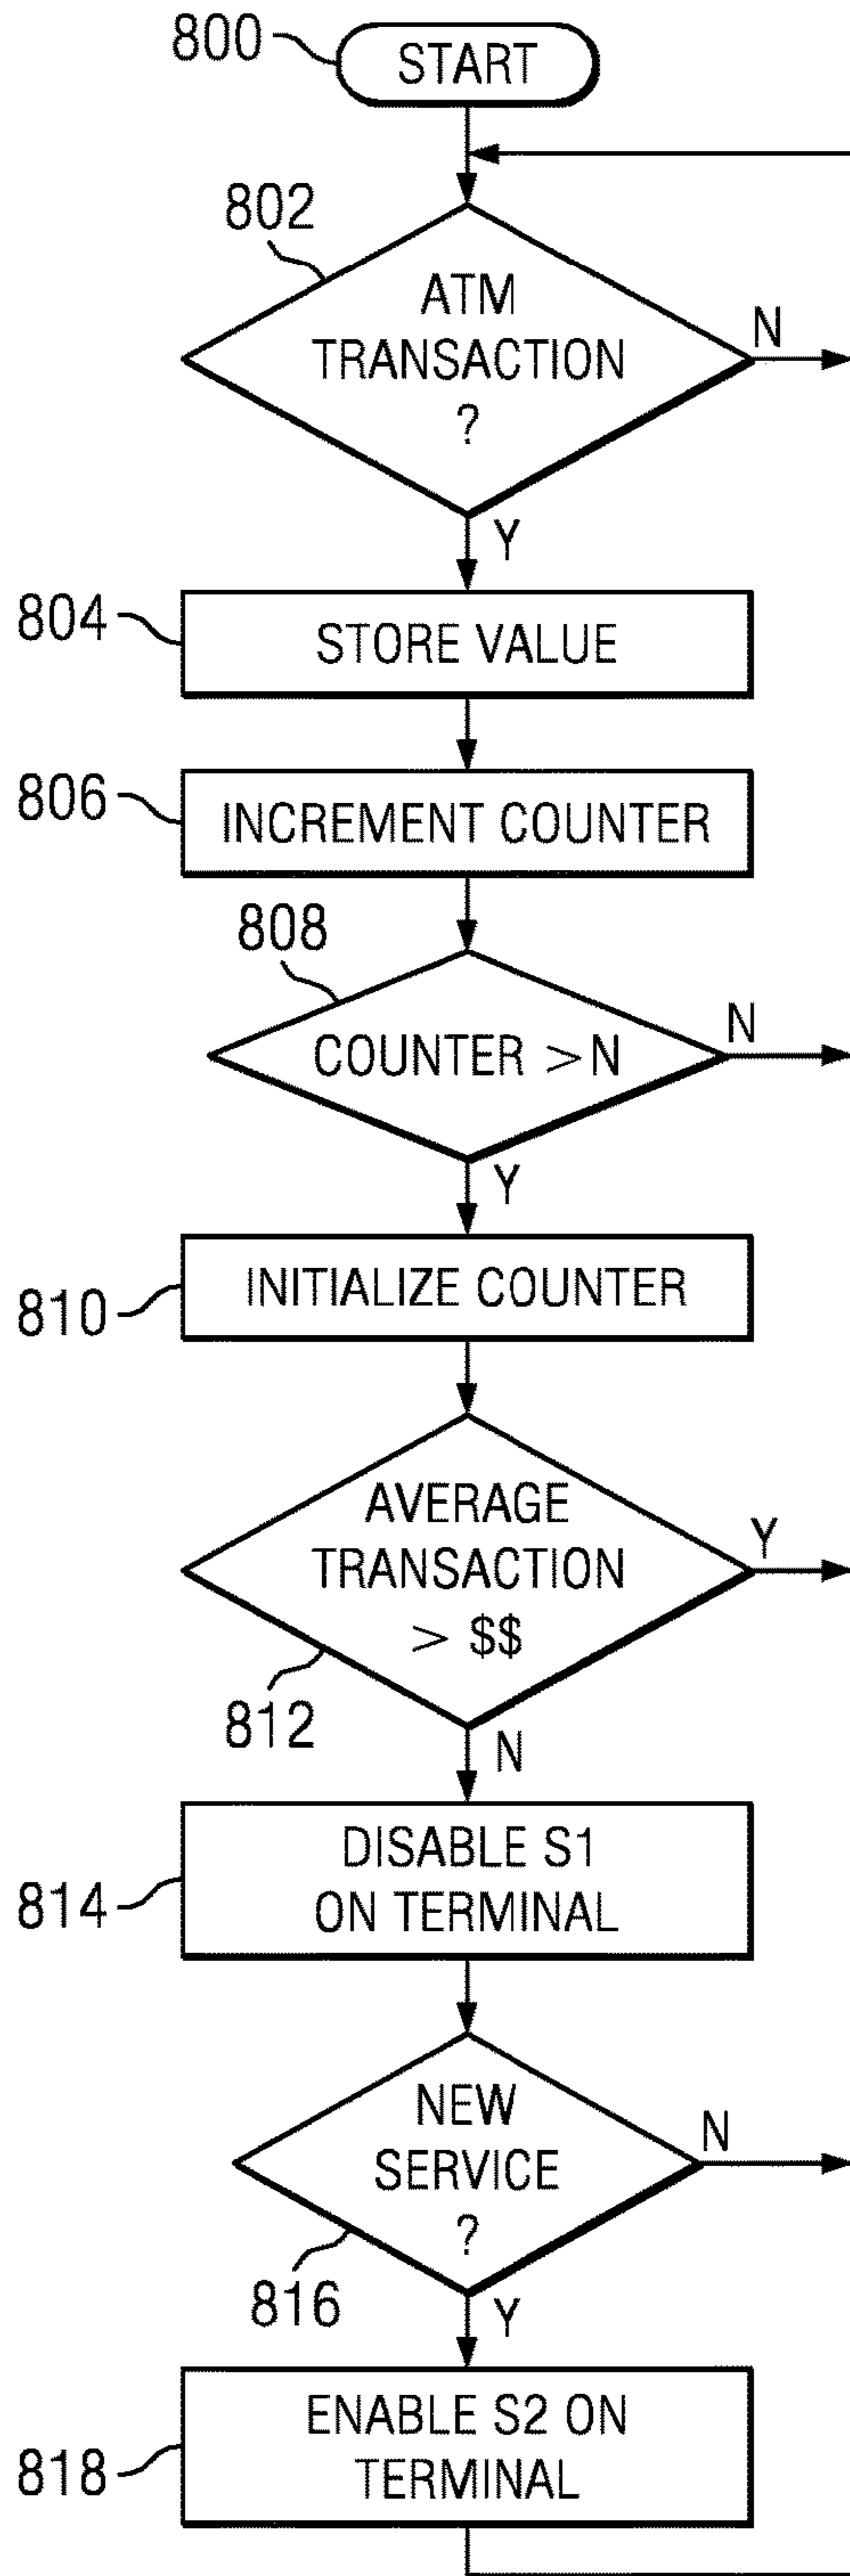 800
START
802
ATM
TRANSACTION
?
N
Y
804
STORE VALUE
806
INCREMENT COUNTER
808
COUNTER >N
N
Y
810
INITIALIZE COUNTER
AVERAGE
TRANSACTION
> $$
Y
812
N
814
DISABLE S1
ON TERMINAL
NEW
SERVICE
?
N
816
Y
818
ENABLE S2 ON
TERMINAL